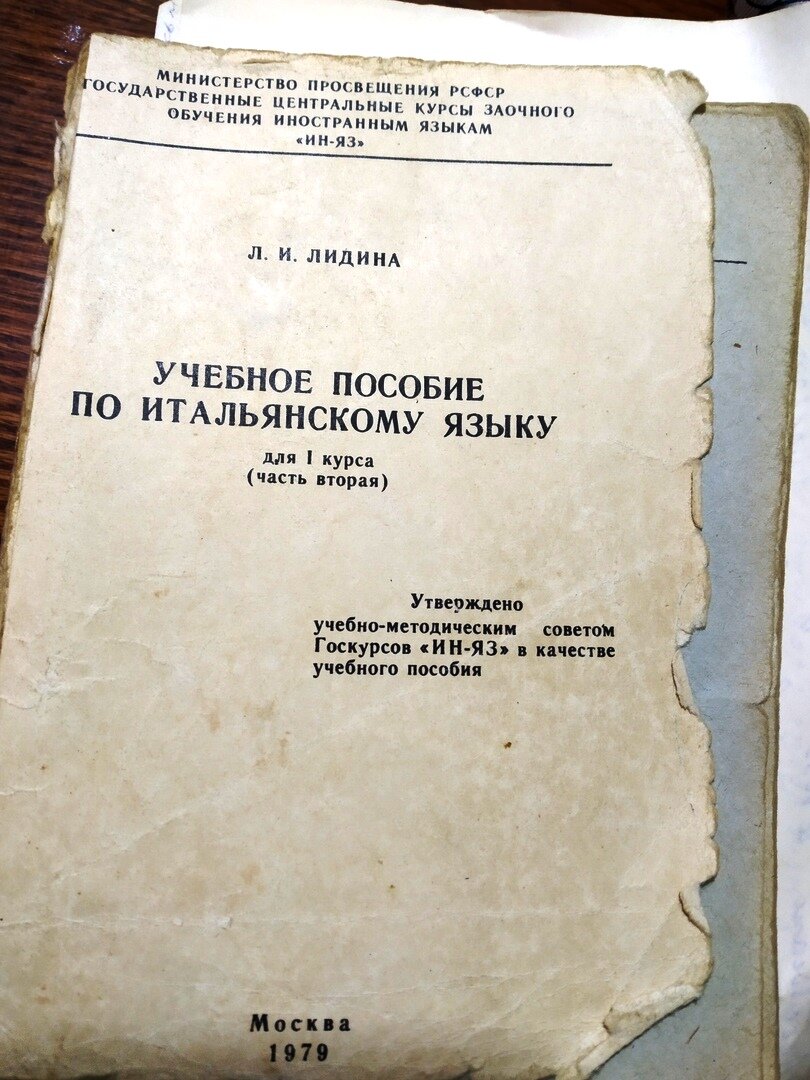 МИНИСТЕРСТВО ПРОСВЕЩЕНИЯ РСФСР
ГОСУДАРСТВЕННЫЕ ЦЕНТРАЛЬНЫЕ КУРСЫ ЗАОЧНОГО
ОБУЧЕНИЯ ИНОСТРАННЫМ ЯЗЫКАМ
«ИН-ЯЗ»
Л. И. ЛИДИНА
УЧЕБНОЕ ПОСОБИЕ
ПО ИТАЛЬЯНСКОМУ ЯЗЫКУ
для I курса
(часть вторая)
Утверждено
учебно-методическим советом
Госкурсов «ИН-ЯЗ» в качестве
учебного пособия
Москва
1979